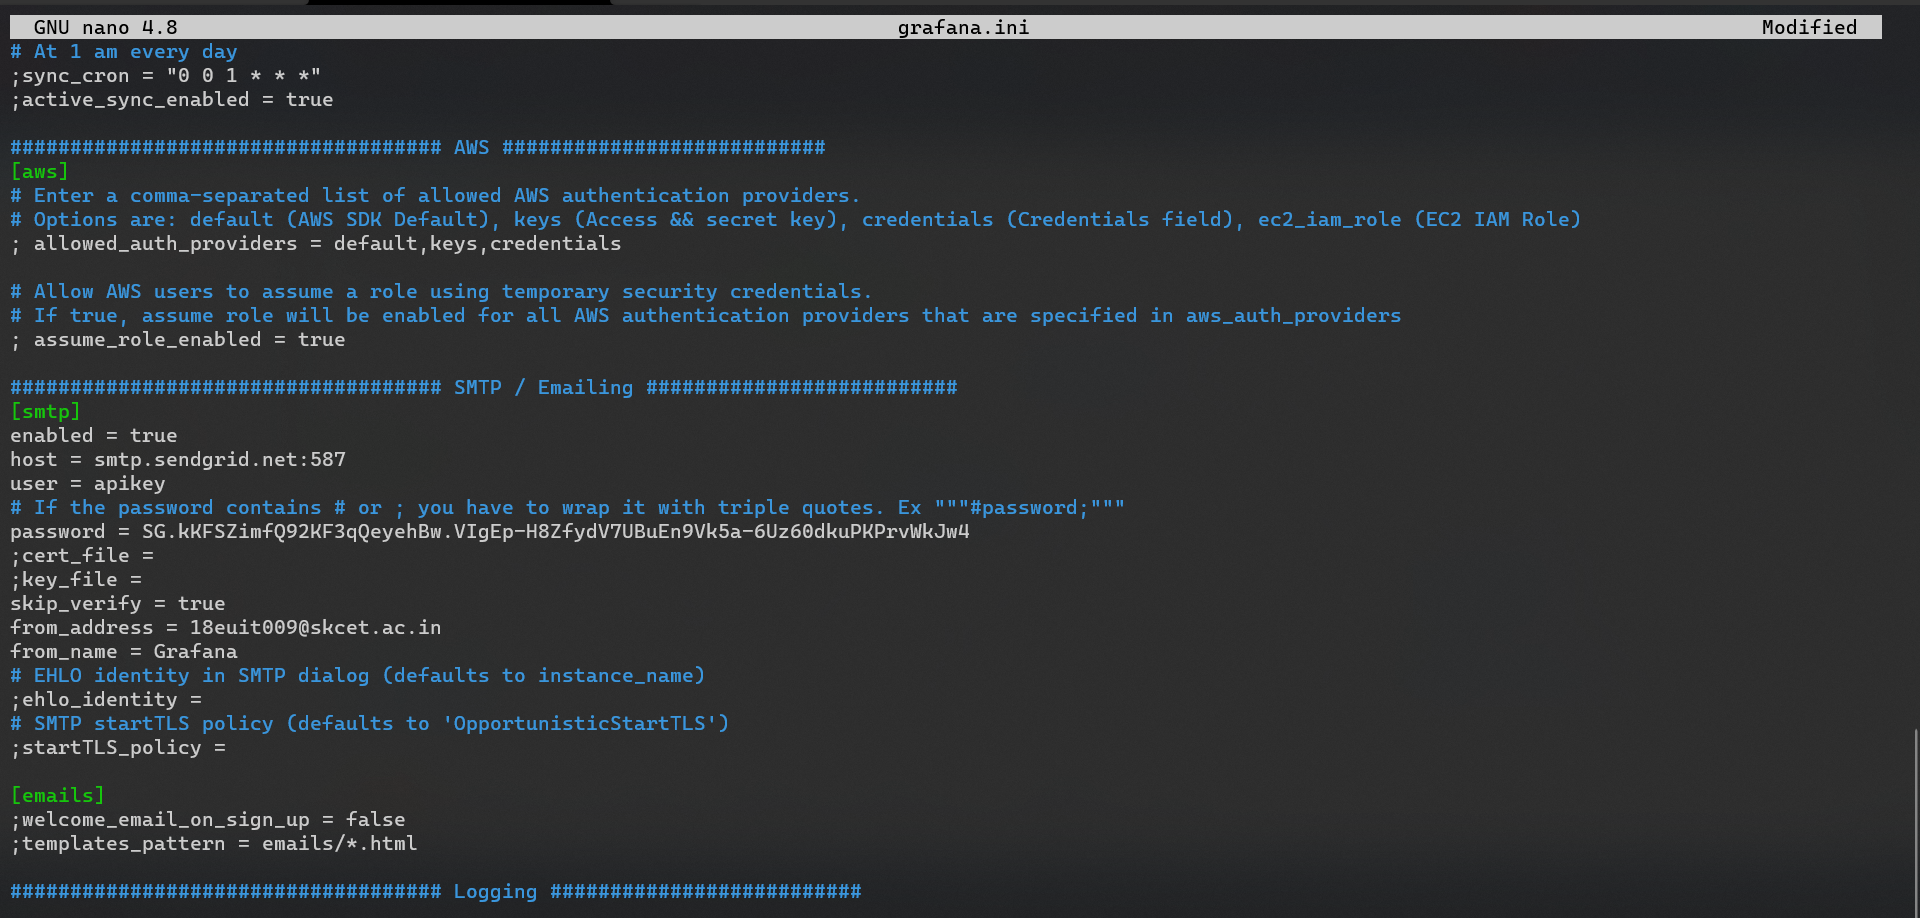 GNU nano 4.8 grafana.ini Modified
# At 1 am every day
;sync_cron = "0 0 1 * * *"
;active_sync_enabled = true
#################################### AWS ###########################
[aws]
# Enter a comma-separated list of allowed AWS authentication providers.
# Options are: default (AWS SDK Default), keys (Access && secret key), credentials (Credentials field), ec2_iam_role (EC2 IAM Role)
; allowed_auth_providers = default,keys,credentials
# Allow AWS users to assume a role using temporary security credentials.
# If true, assume role will be enabled for all AWS authentication providers that are specified in aws_auth_providers
; assume_role_enabled = true
#################################### SMTP / Emailing ##########################
[smtp]
enabled = true
host = smtp.sendgrid.net:587
user = apikey
# If the password contains # or ; you have to wrap it with triple quotes. Ex """#password;"""
password = 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
;cert_file =
;key_file =
skip_verify = true
from_address = 18euit009@skcet.ac.in
from_name = Grafana
# EHLO identity in SMTP dialog (defaults to instance_name)
;ehlo_identity =
# SMTP startTLS policy (defaults to 'OpportunisticStartTLS')
;startTLS_policy =
[emails]
;welcome_email_on_sign_up = false
;templates_pattern = emails/*.html
#################################### Logging ##########################